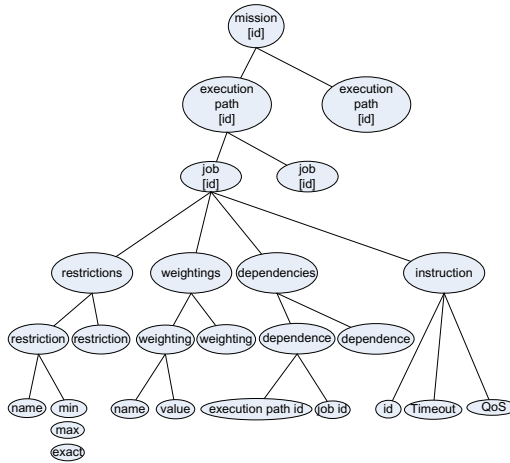 mission
[id]
execution
path
[id]
execution
path
[id]
job
[id]
job
[id]
restrictions
weightings
dependencies
instruction
restriction
restriction
weighting
weighting
dependence
dependence
name
min
max
exact
name
value
execution path id
job id
id
Timeout
QoS